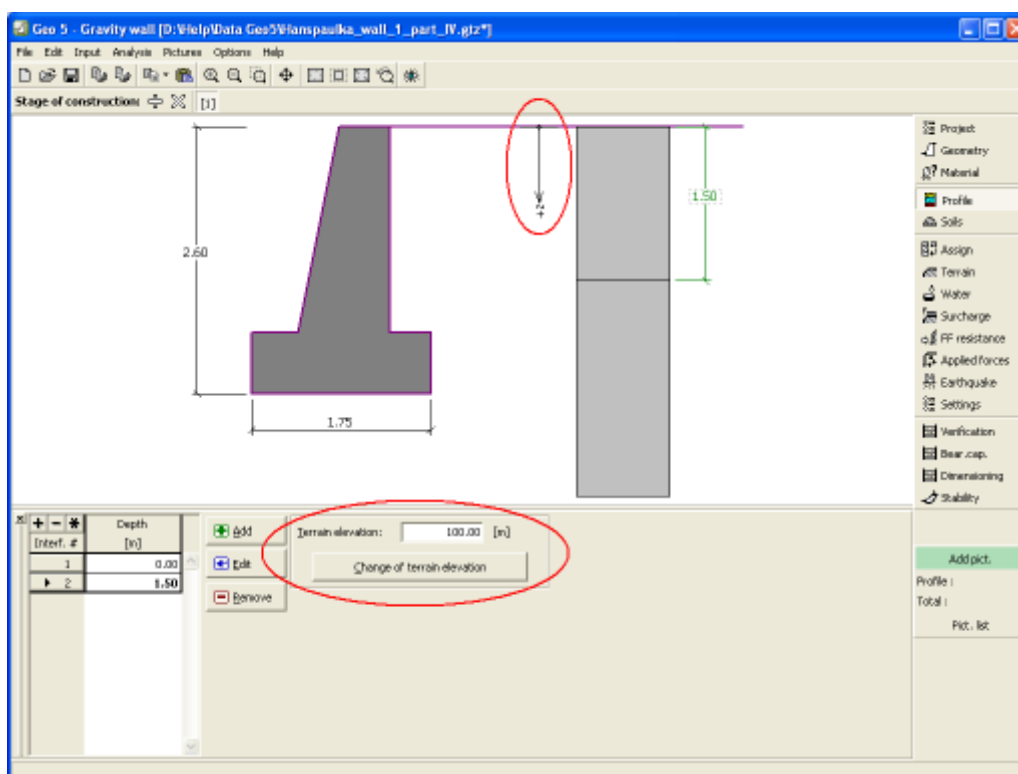 Geo 5 - Gravity wall [D:\Help\Data Geo5\Hanspaulka_wall_1_part_IV.gtz*]
File Edit Input Analysis Pictures Options Help
Stage of construction: [1]
+z
1.50
2.60
1.75
Project
Geometry
Material
Profile
Soils
Assign
Terrain
Water
Surcharge
FF resistance
Applied forces
Earthquake
Settings
Verification
Bear.cap.
Dimensioning
Stability
Depth
Interf. # [m]
1 0.00
2 1.50
Add
Edit
Remove
Terrain elevation: 100.00 [m]
Change of terrain elevation
Add pict.
Profile :
Total :
Pict. list